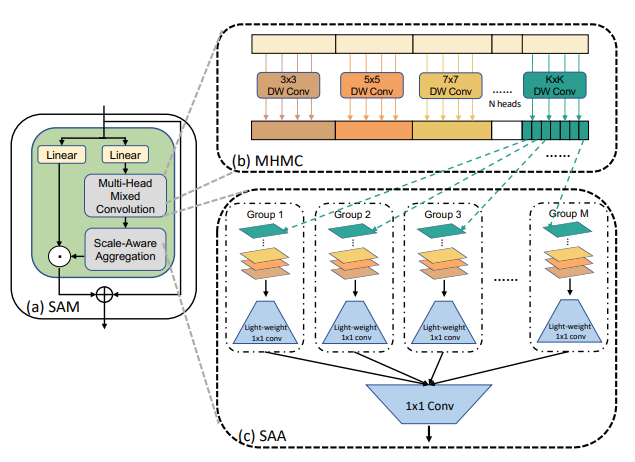 Linear
Linear
Multi-Head
Mixed
Convolution
Scale-Aware
Aggregation
(a) SAM
3x3
DW Conv
5x5
DW Conv
7x7
DW Conv
......
N heads
KxK
DW Conv
(b) MHMC
......
Group 1
Group 2
Group 3
Group M
......
Light-weight
1x1 conv
Light-weight
1x1 conv
Light-weight
1x1 conv
Light-weight
1x1 conv
1x1 Conv
(c) SAA